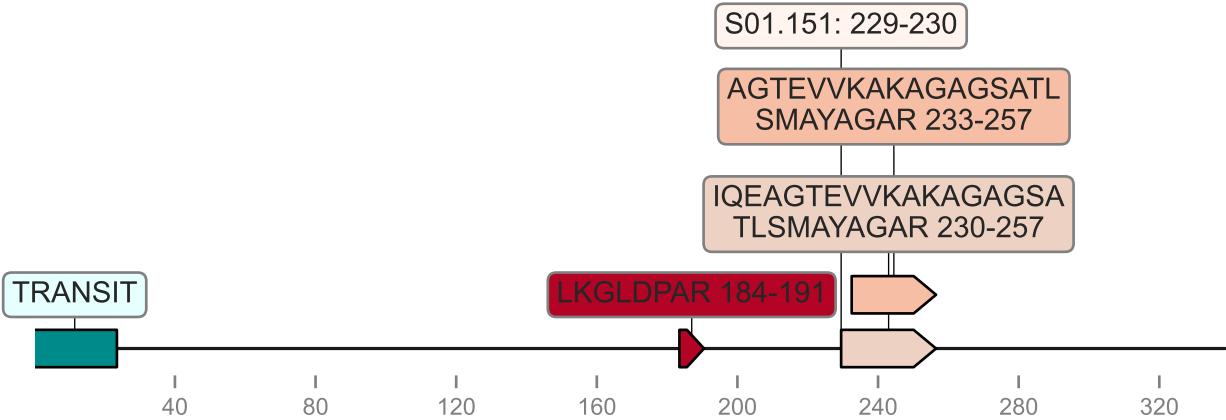 S01.151: 229-230
AGTEVVKAKAGAGSATL
SMAYAGAR 233-257
IQEAGTEVVKAKAGAGSA
TLSMAYAGAR 230-257
TRANSIT
LKGLDPAR 184-191
40 80 120 160 200 240 280 320